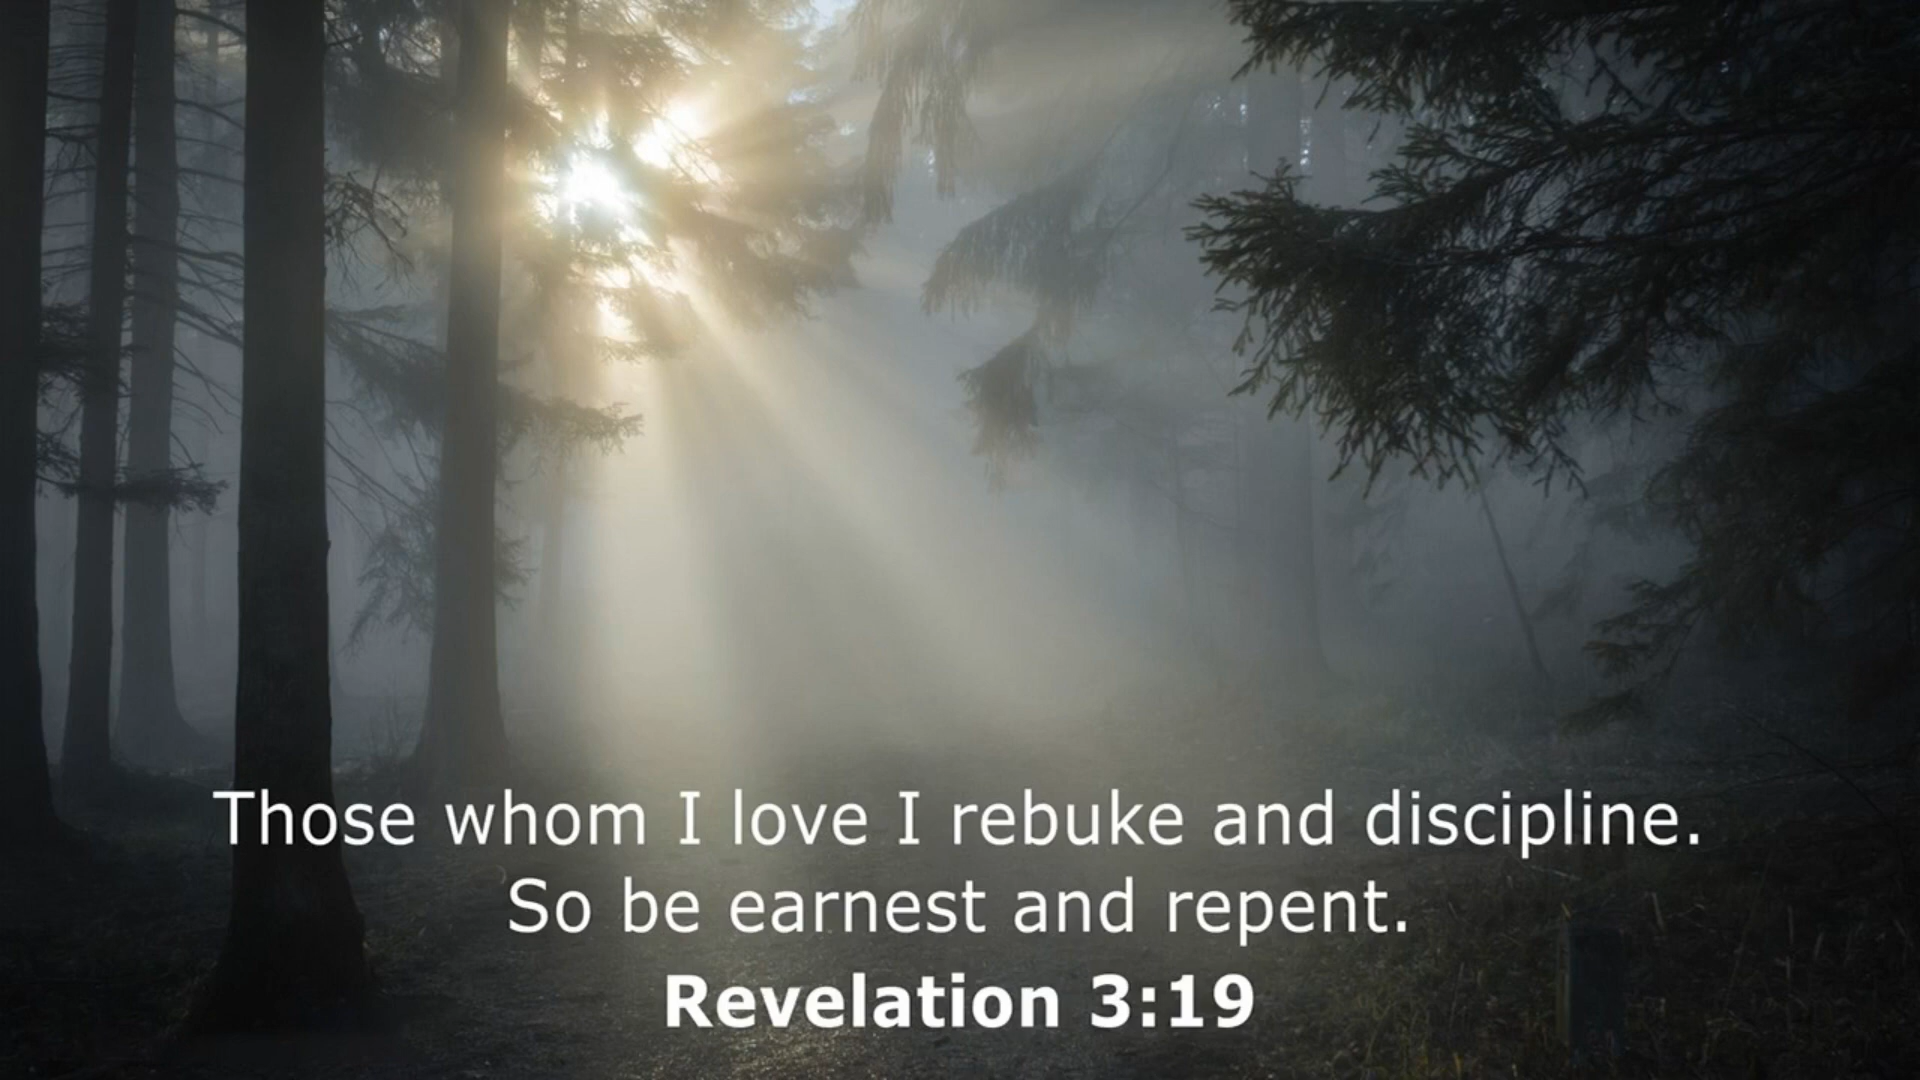 Those whom I love I rebuke and discipline.
So be earnest and repent.
Revelation 3:19